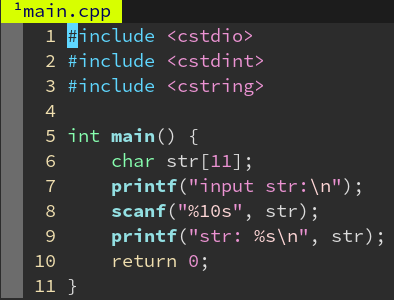 ¹main.cpp
1 #include <cstdio>
2 #include <cstdint>
3 #include <cstring>
4
5 int main() {
6     char str[11];
7     printf("input str:\n");
8     scanf("%10s", str);
9     printf("str: %s\n", str);
10     return 0;
11 }